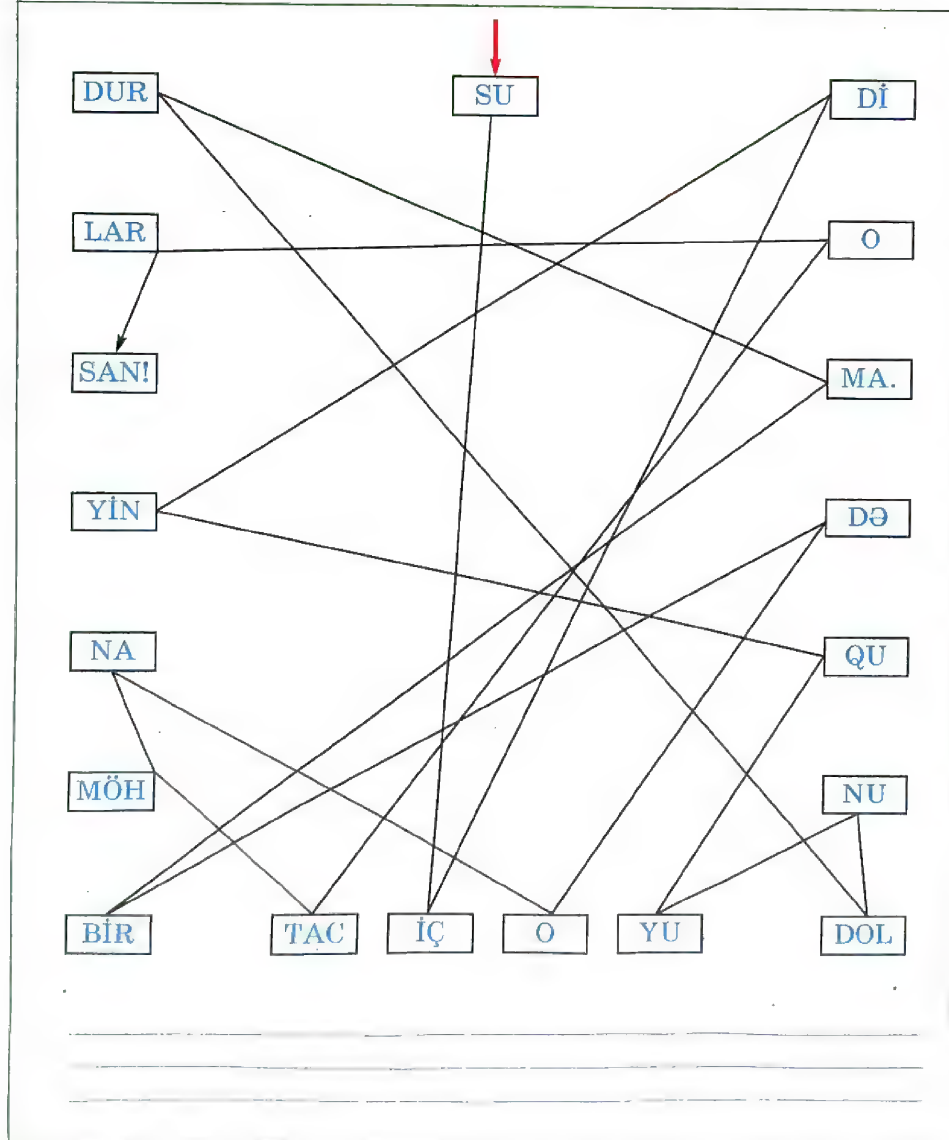 DUR SU Dİ
LAR O
SAN! MA.
YİN DƏ
NA QU
MÖH NU
BİR TAC İÇ O YU DOL